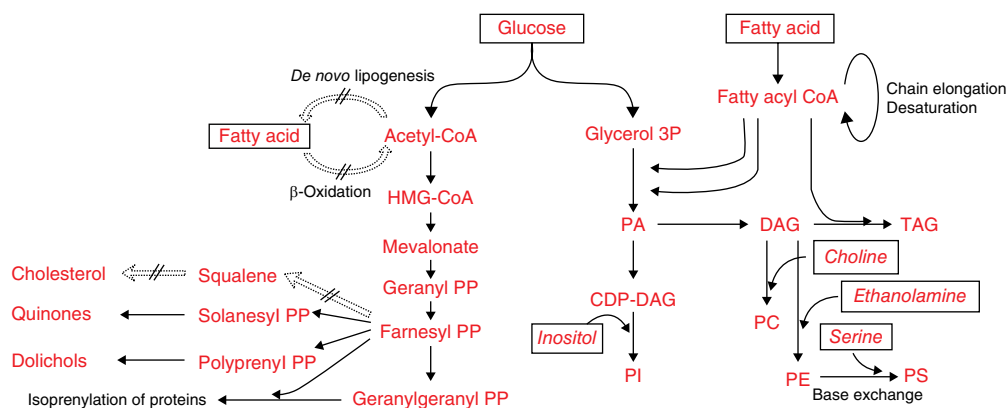 Glucose
Fatty acid
De novo lipogenesis
Fatty acyl CoA
Chain elongation
Desaturation
Fatty acid
Acetyl-CoA
Glycerol 3P
β-Oxidation
HMG-CoA
PA
DAG
TAG
Mevalonate
Choline
Cholesterol
Squalene
Geranyl PP
CDP-DAG
Ethanolamine
Quinones
Solanesyl PP
Farnesyl PP
Inositol
PC
Serine
Dolichols
Polyprenyl PP
PI
PE
PS
Base exchange
Isoprenylation of proteins
Geranylgeranyl PP